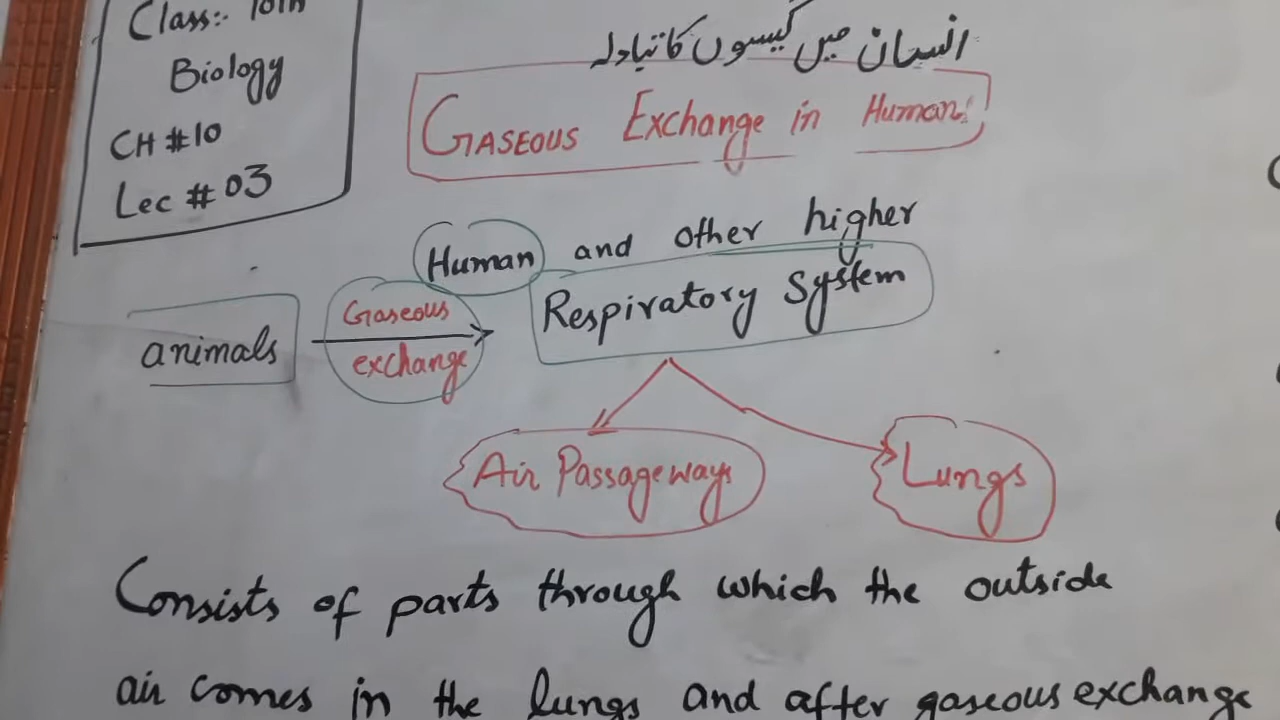 Class:- 10th
Biology
CH #10
Lec # 03
انسان میں گیسوں کا تبادلہ
GASEOUS Exchange in Human:
Human and other higher
animals Gaseous exchange Respiratory System
Air Passageways Lungs
Consists of parts through which the outside
air comes in the lungs and after gaseous exchange